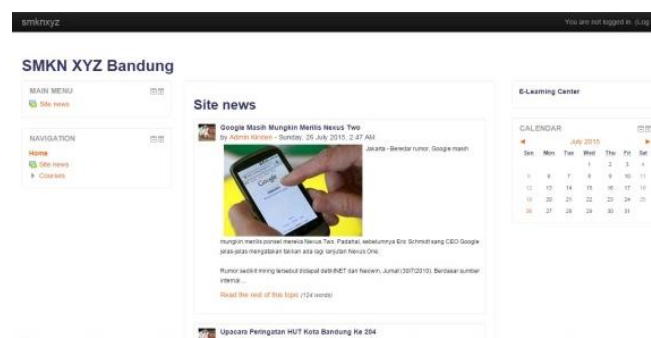 smknxyz
You are not logged in. (Log
SMKN XYZ Bandung
MAIN MENU
Site news
NAVIGATION
Home
Site news
Courses
Site news
Google Masih Mungkin Merilis Nexus Two
by Admin - Sunday, 26 July 2015, 2:47 AM
Jakarta - Beredar rumor, Google masih
Google
mungkin merilis ponsel mereka Nexus Two. Padahal, sebelumnya Eric Schmidt sang CEO Google
jelas-jelas mengatakan takkan ada lagi lanjutan Nexus One.
Rumor sedikit miring tersebut didapat detikINET dari Neowin, Jumat (30/7/2010). Berdasar sumber
internal ...
Read the rest of this topic (124 words)
Upacara Peringatan HUT Kota Bandung Ke 204
E-Learning Center
CALENDAR
July 2015
Sun Mon Tue Wed Thu Fri Sat
1 2 3 4
5 6 7 8 9 10 11
12 13 14 15 16 17 18
19 20 21 22 23 24 25
26 27 28 29 30 31